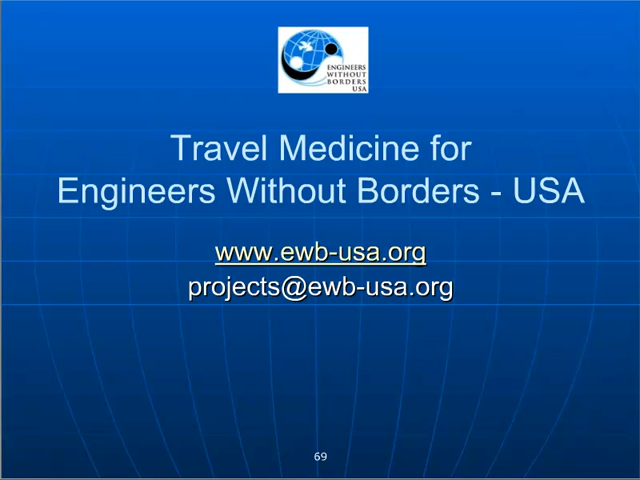 ENGINEERS
WITHOUT
BORDERS
USA
Travel Medicine for
Engineers Without Borders - USA
www.ewb-usa.org
projects@ewb-usa.org
69